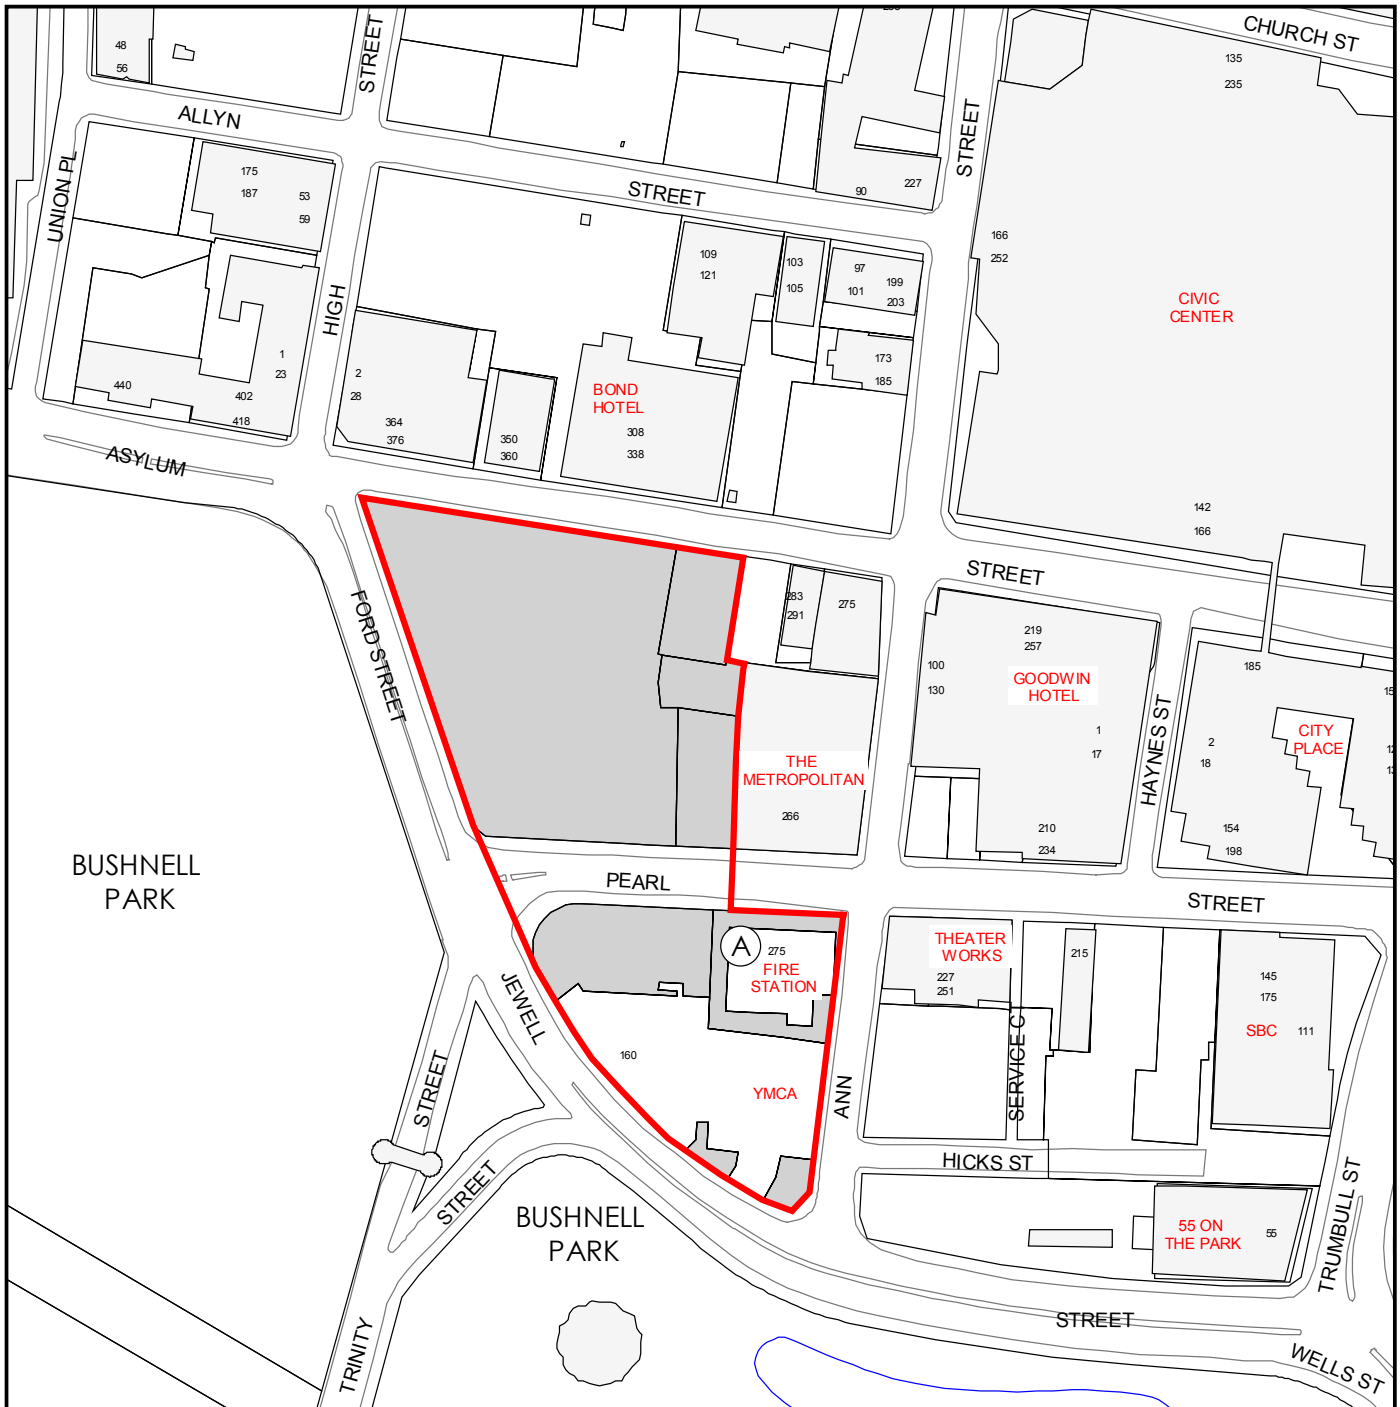 CHURCH ST
135
235
48
56
STREET
ALLYN
STREET
UNION PL
175
187
53
59
STREET
90
227
166
252
109
121
103
105
97
101
199
203
CIVIC
CENTER
HIGH
1
23
2
28
173
185
440
402
418
364
376
350
360
BOND
HOTEL
308
338
ASYLUM
142
166
STREET
FORD STREET
283
291
275
219
257
100
130
GOODWIN
HOTEL
1
17
HAYNES ST
185
2
18
CITY
PLACE
THE
METROPOLITAN
266
210
234
154
198
BUSHNELL
PARK
PEARL
STREET
A
275
FIRE
STATION
THEATER
WORKS
227
251
215
145
175
SBC
111
JEWELL
160
YMCA
ANN
SERVICE C
STREET
HICKS ST
STREET
BUSHNELL
PARK
55 ON
THE PARK
55
TRUMBULL ST
STREET
TRINITY
WELLS ST